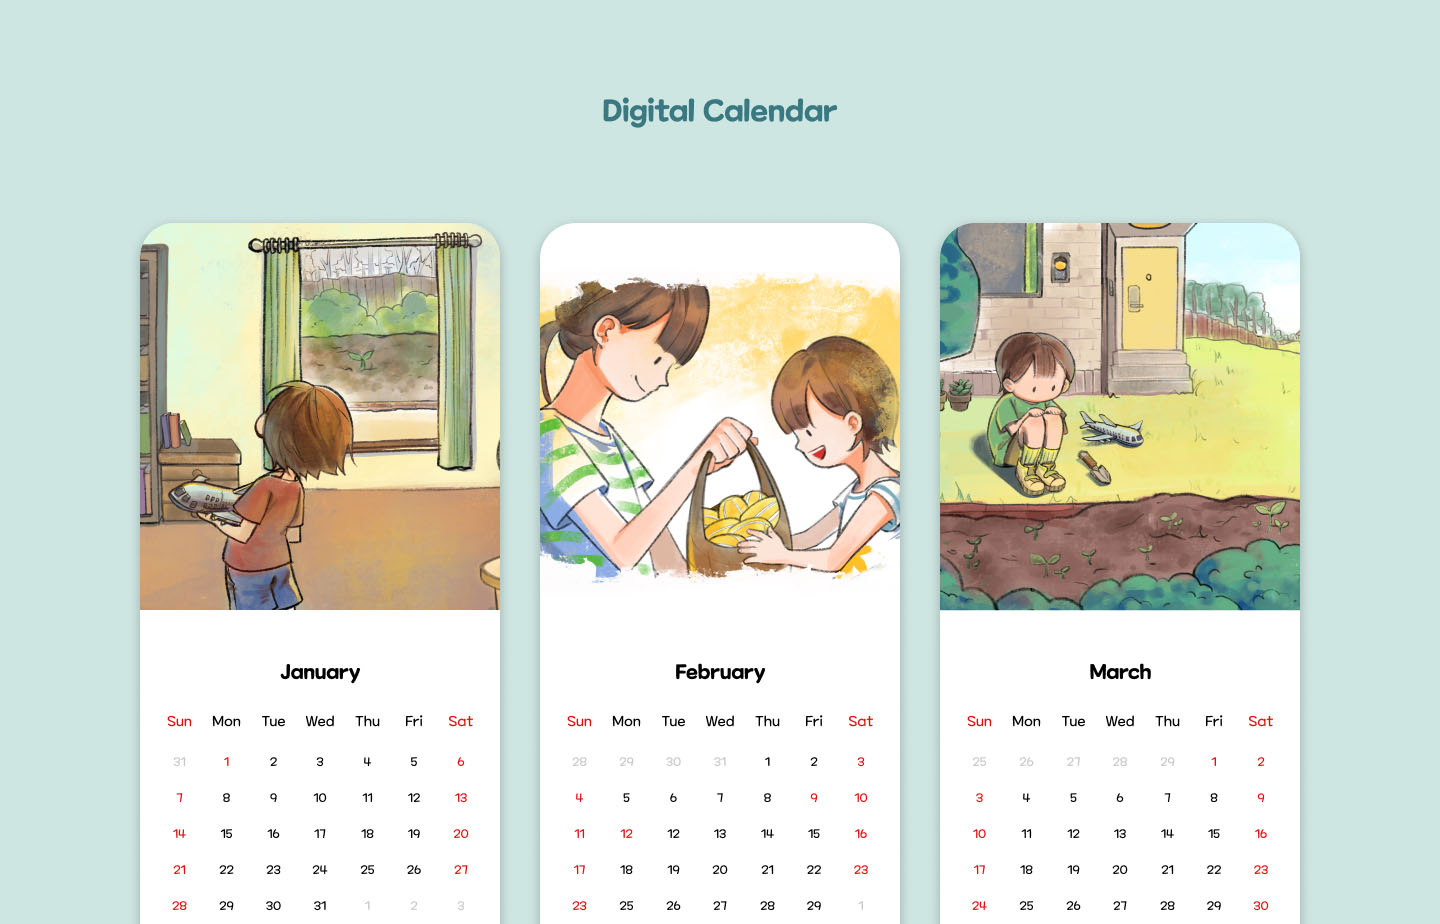 Digital Calendar
January
Sun Mon Tue Wed Thu Fri Sat
31 1 2 3 4 5 6
7 8 9 10 11 12 13
14 15 16 17 18 19 20
21 22 23 24 25 26 27
28 29 30 31 1 2 3
February
Sun Mon Tue Wed Thu Fri Sat
28 29 30 31 1 2 3
4 5 6 7 8 9 10
11 12 12 13 14 15 16
17 18 19 20 21 22 23
23 25 26 27 28 29 1
March
Sun Mon Tue Wed Thu Fri Sat
25 26 27 28 29 1 2
3 4 5 6 7 8 9
10 11 12 13 14 15 16
17 18 19 20 21 22 23
24 25 26 27 28 29 30